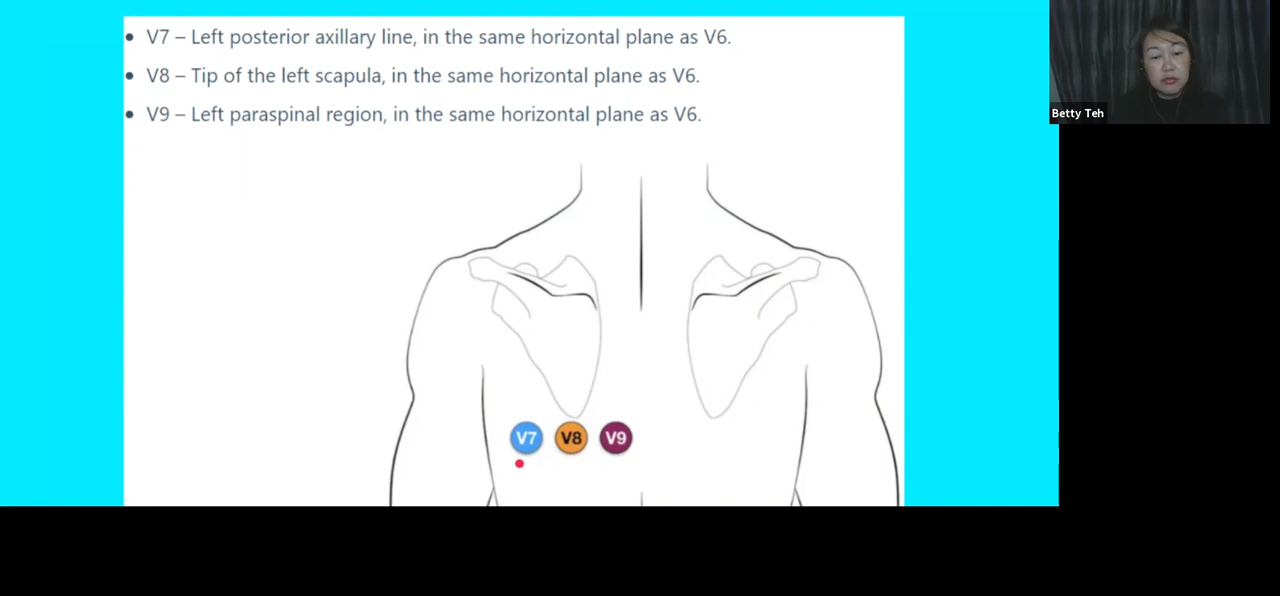 • V7 – Left posterior axillary line, in the same horizontal plane as V6.
• V8 – Tip of the left scapula, in the same horizontal plane as V6.
• V9 – Left paraspinal region, in the same horizontal plane as V6.
Betty Teh
V7 V8 V9